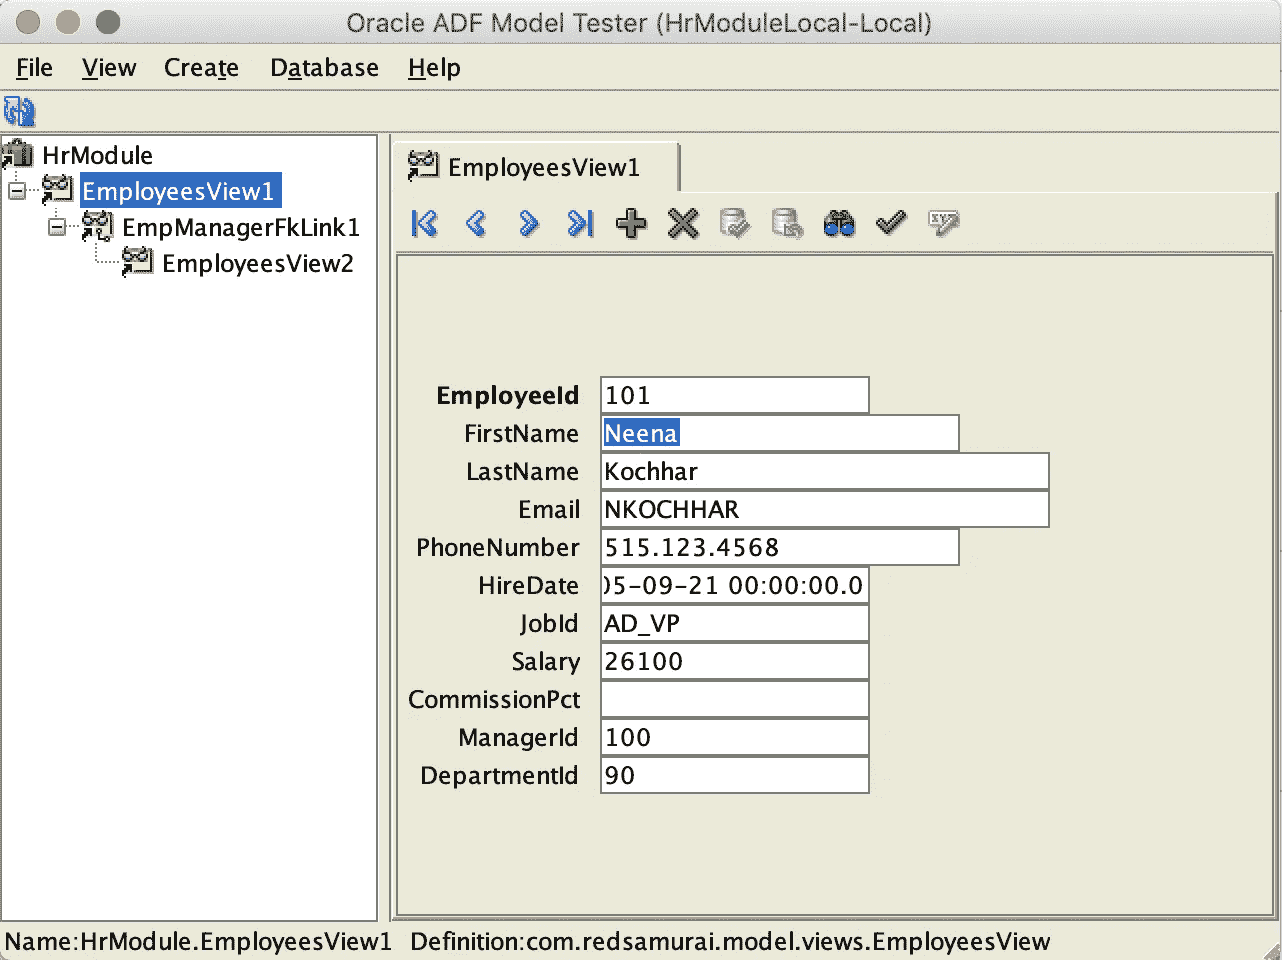 Oracle ADF Model Tester (HrModuleLocal-Local)
File View Create Database Help
HrModule
EmployeesView1
EmpManagerFkLink1
EmployeesView2
EmployeesView1
EmployeeId 101
FirstName Neena
LastName Kochhar
Email NKOCHHAR
PhoneNumber 515.123.4568
HireDate 05-09-21 00:00:00.0
JobId AD_VP
Salary 26100
CommissionPct
ManagerId 100
DepartmentId 90
Name:HrModule.EmployeesView1 Definition:com.redsamurai.model.views.EmployeesView